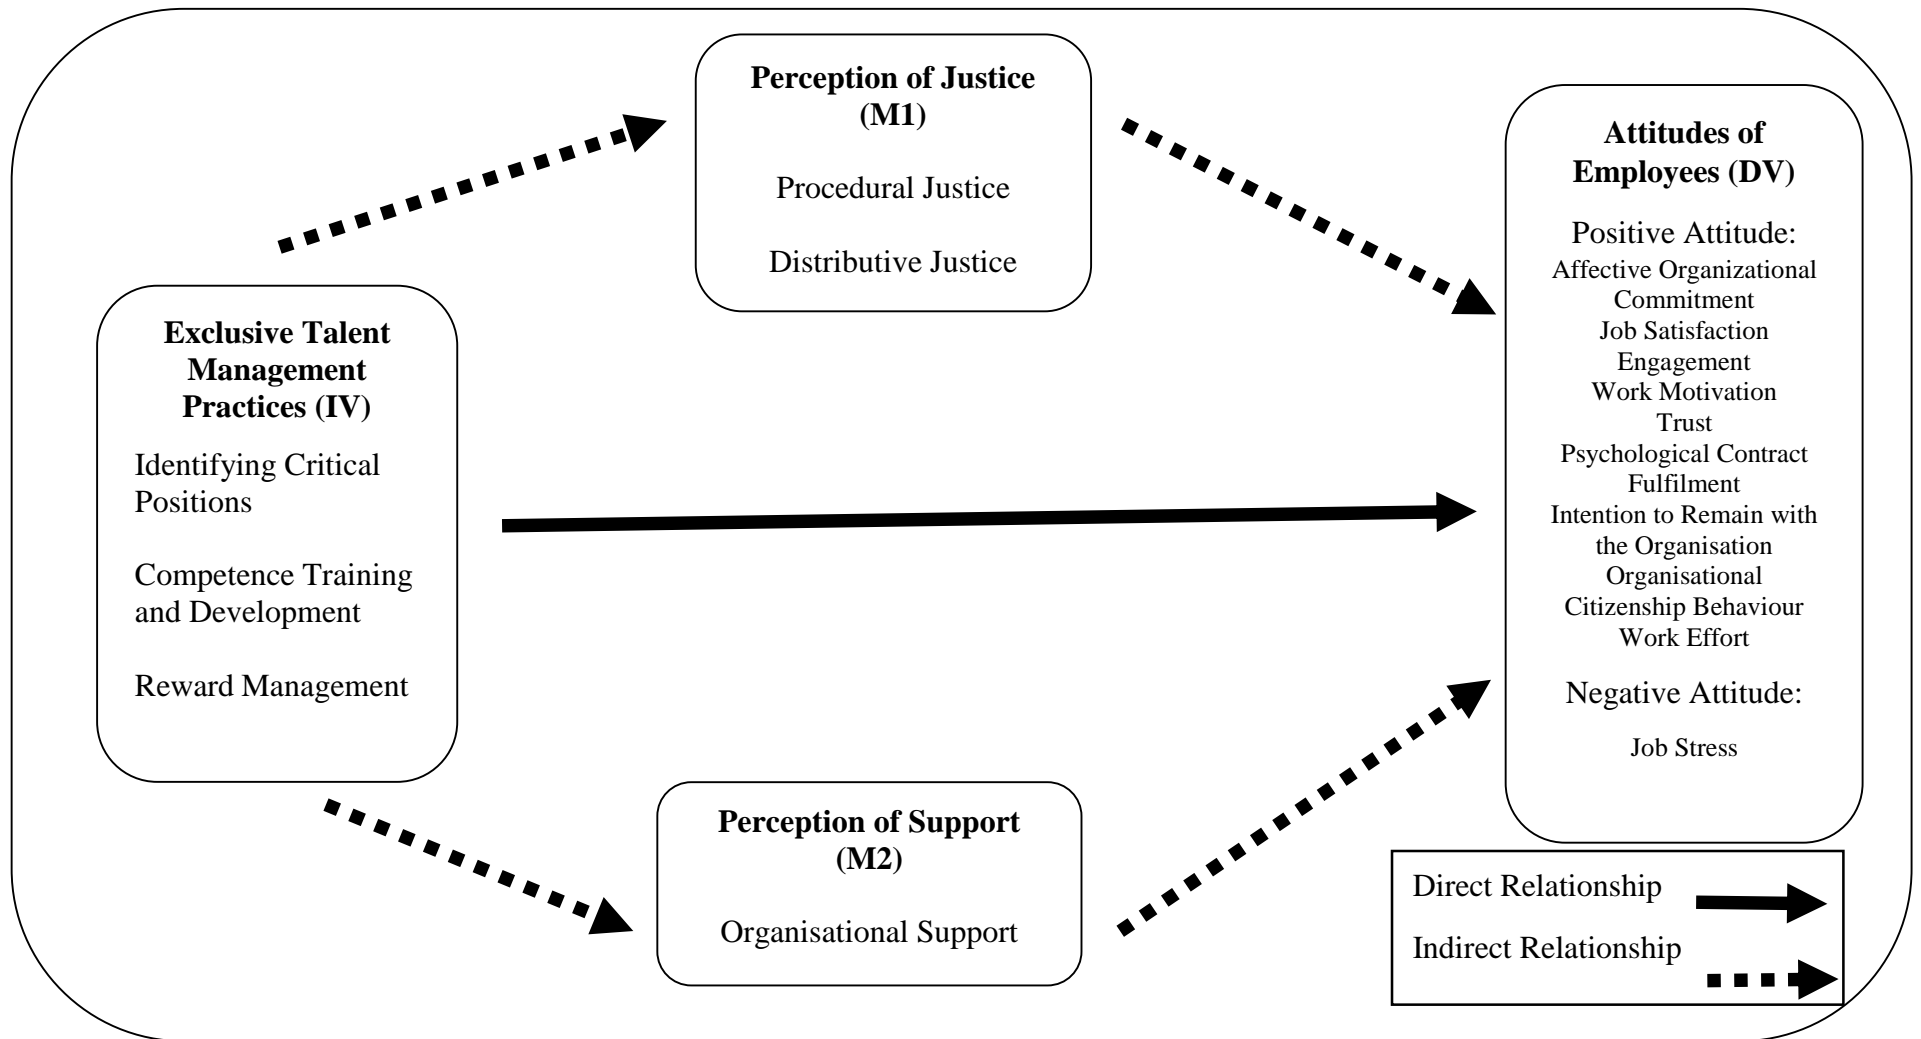 Perception of Justice
(M1)
Procedural Justice
Distributive Justice
Attitudes of
Employees (DV)
Positive Attitude:
Affective Organizational
Commitment
Job Satisfaction
Engagement
Work Motivation
Trust
Psychological Contract
Fulfilment
Intention to Remain with
the Organisation
Organisational
Citizenship Behaviour
Work Effort
Negative Attitude:
Job Stress
Exclusive Talent
Management
Practices (IV)
Identifying Critical
Positions
Competence Training
and Development
Reward Management
Perception of Support
(M2)
Organisational Support
Direct Relationship
Indirect Relationship